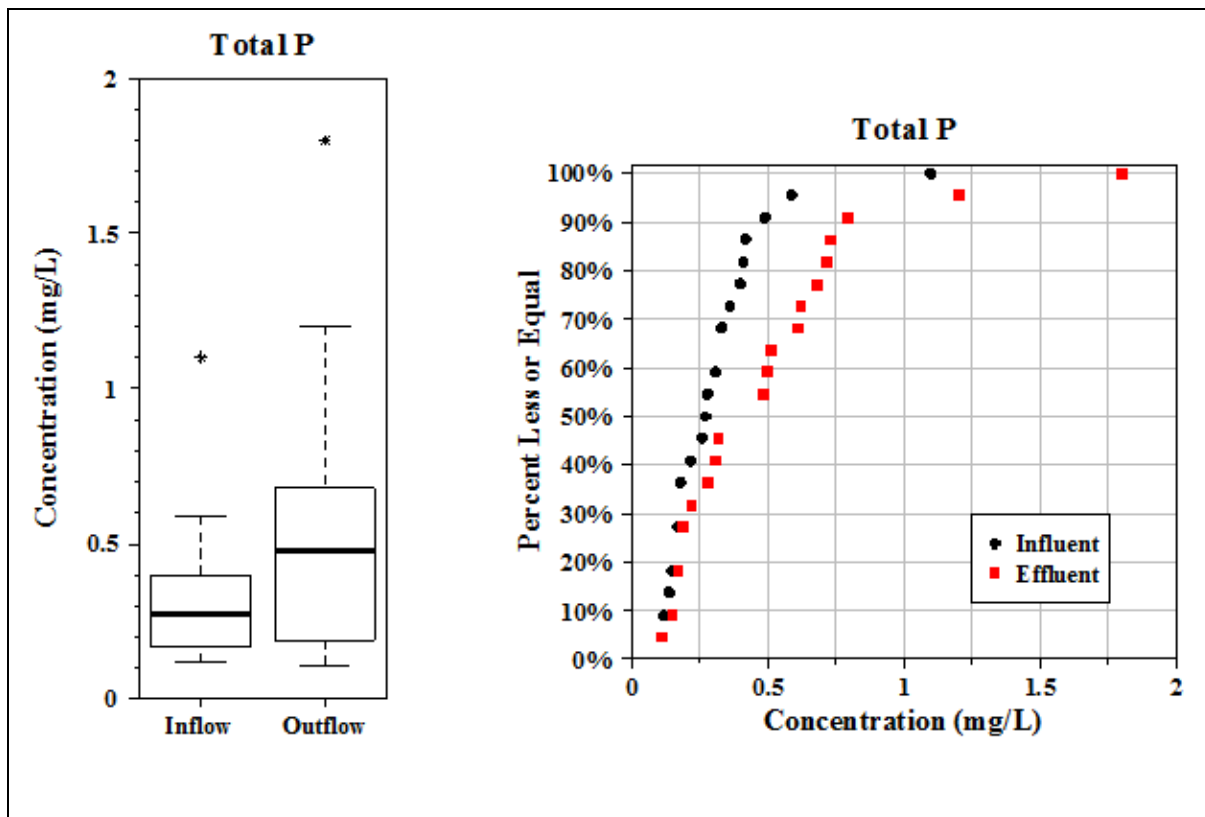 Total P
2
1.5
1
0.5
0
Concentration (mg/L)
Inflow Outflow
Total P
100%
90%
80%
70%
60%
50%
40%
30%
20%
10%
0%
Percent Less or Equal
Influent
Effluent
0 0.5 1 1.5 2
Concentration (mg/L)